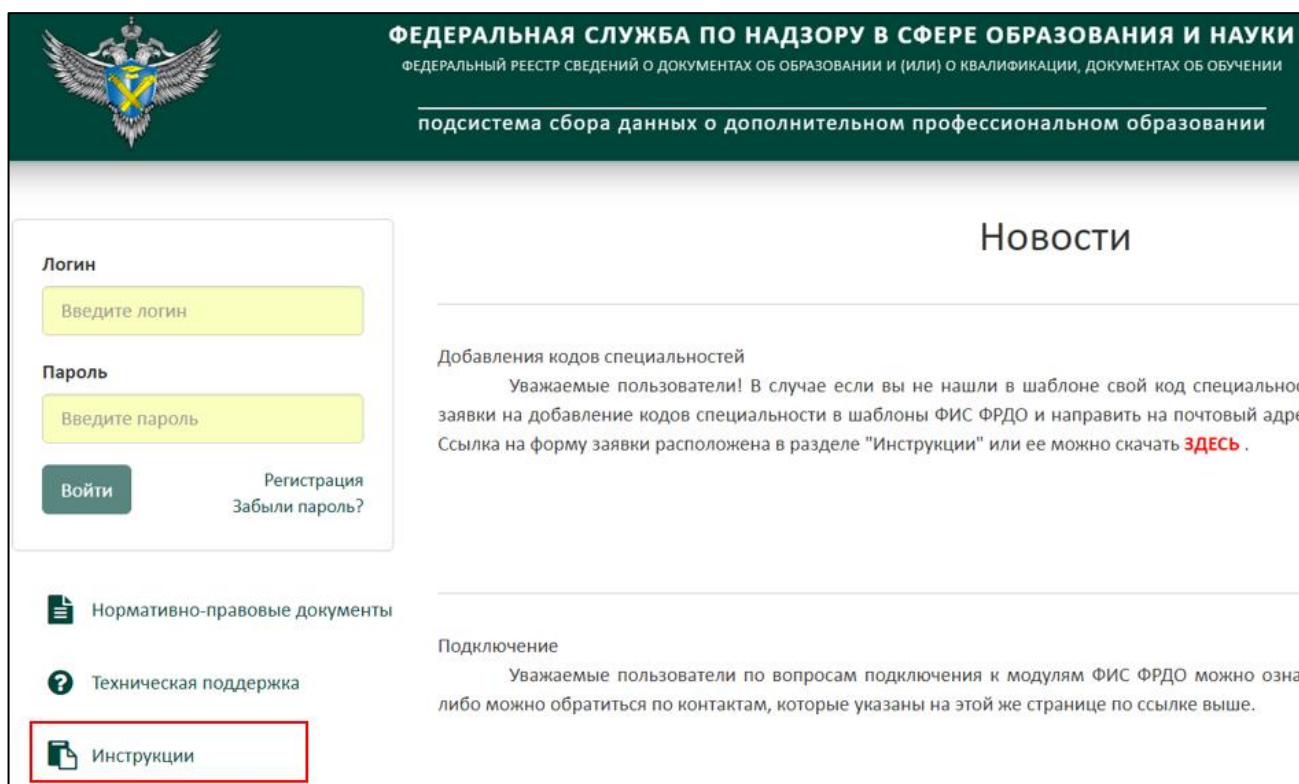 ФЕДЕРАЛЬНАЯ СЛУЖБА ПО НАДЗОРУ В СФЕРЕ ОБРАЗОВАНИЯ И НАУКИ
ФЕДЕРАЛЬНЫЙ РЕЕСТР СВЕДЕНИЙ О ДОКУМЕНТАХ ОБ ОБРАЗОВАНИИ И (ИЛИ) О КВАЛИФИКАЦИИ, ДОКУМЕНТАХ ОБ ОБУЧЕНИИ
подсистема сбора данных о дополнительном профессиональном образовании
Логин
Введите логин
Пароль
Введите пароль
Войти
Регистрация
Забыли пароль?
Нормативно-правовые документы
Техническая поддержка
Инструкции
Новости
Добавления кодов специальностей
Уважаемые пользователи! В случае если вы не нашли в шаблоне свой код
заявки на добавление кодов специальности в шаблоны ФИС ФРДО и направить на почтовый
Ссылка на форму заявки расположена в разделе "Инструкции" или ее можно скачать ЗДЕСЬ .
Подключение
Уважаемые пользователи по вопросам подключения к модулям ФИС ФРДО можно
либо можно обратиться по контактам, которые указаны на этой же странице по ссылке выше.